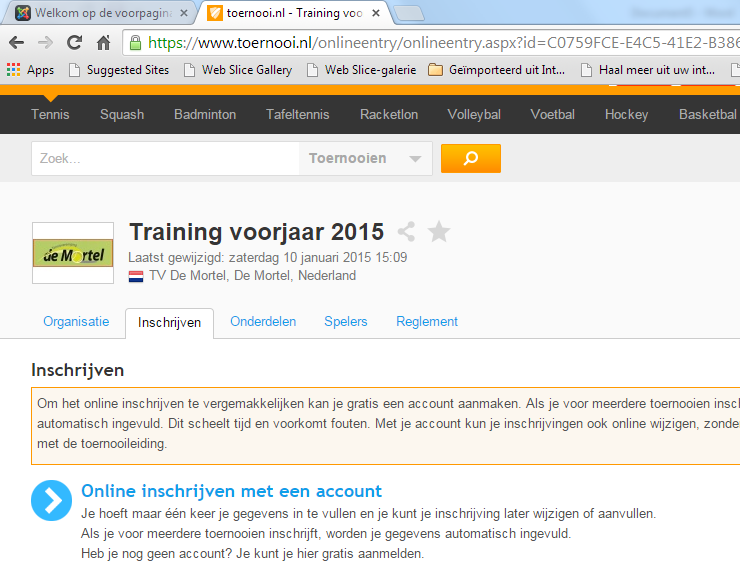 Welkom op de voorpagina
toernooi.nl - Training voo
https://www.toernooi.nl/onlineentry/onlineentry.aspx?id=C0759FCE-E4C5-41E2-B386
Apps Suggested Sites Web Slice Gallery Web Slice-galerie Geïmporteerd uit Int... Haal meer uit uw int...
Tennis Squash Badminton Tafeltennis Racketlon Volleybal Voetbal Hockey Basketbal
Zoek... Toernooien
de Mortel
Training voorjaar 2015
Laatst gewijzigd: zaterdag 10 januari 2015 15:09
TV De Mortel, De Mortel, Nederland
Organisatie Inschrijven Onderdelen Spelers Reglement
Inschrijven
Om het online inschrijven te vergemakkelijken kan je gratis een account aanmaken. Als je voor meerdere toernooien insch
automatisch ingevuld. Dit scheelt tijd en voorkomt fouten. Met je account kun je inschrijvingen ook online wijzigen, zonde
met de toernooileiding.
Online inschrijven met een account
Je hoeft maar één keer je gegevens in te vullen en je kunt je inschrijving later wijzigen of aanvullen.
Als je voor meerdere toernooien inschrijft, worden je gegevens automatisch ingevuld.
Heb je nog geen account? Je kunt je hier gratis aanmelden.